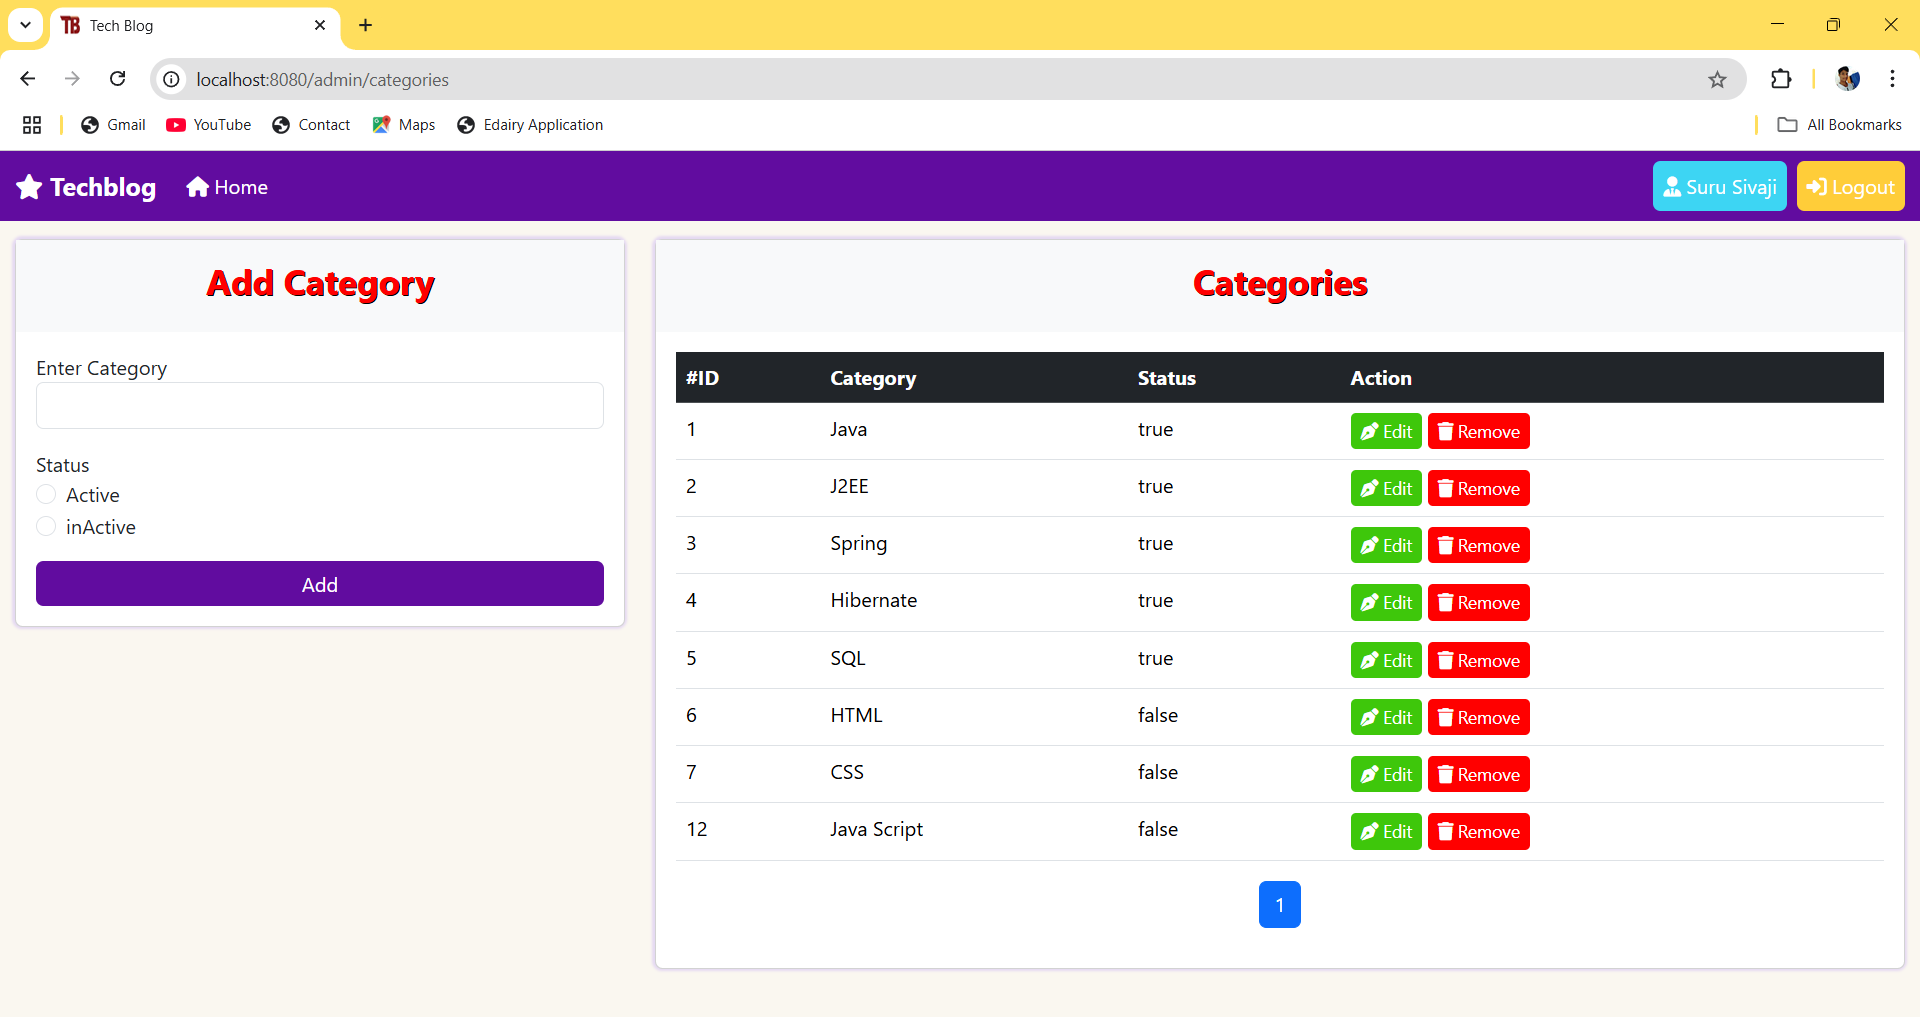 Tech Blog
localhost:8080/admin/categories
Gmail YouTube Contact Maps Edairy Application All Bookmarks
Techblog Home Suru Sivaji Logout
Add Category
Enter Category
Status
Active
inActive
Add
Categories
#ID Category Status Action
1 Java true Edit Remove
2 J2EE true Edit Remove
3 Spring true Edit Remove
4 Hibernate true Edit Remove
5 SQL true Edit Remove
6 HTML false Edit Remove
7 CSS false Edit Remove
12 Java Script false Edit Remove
1